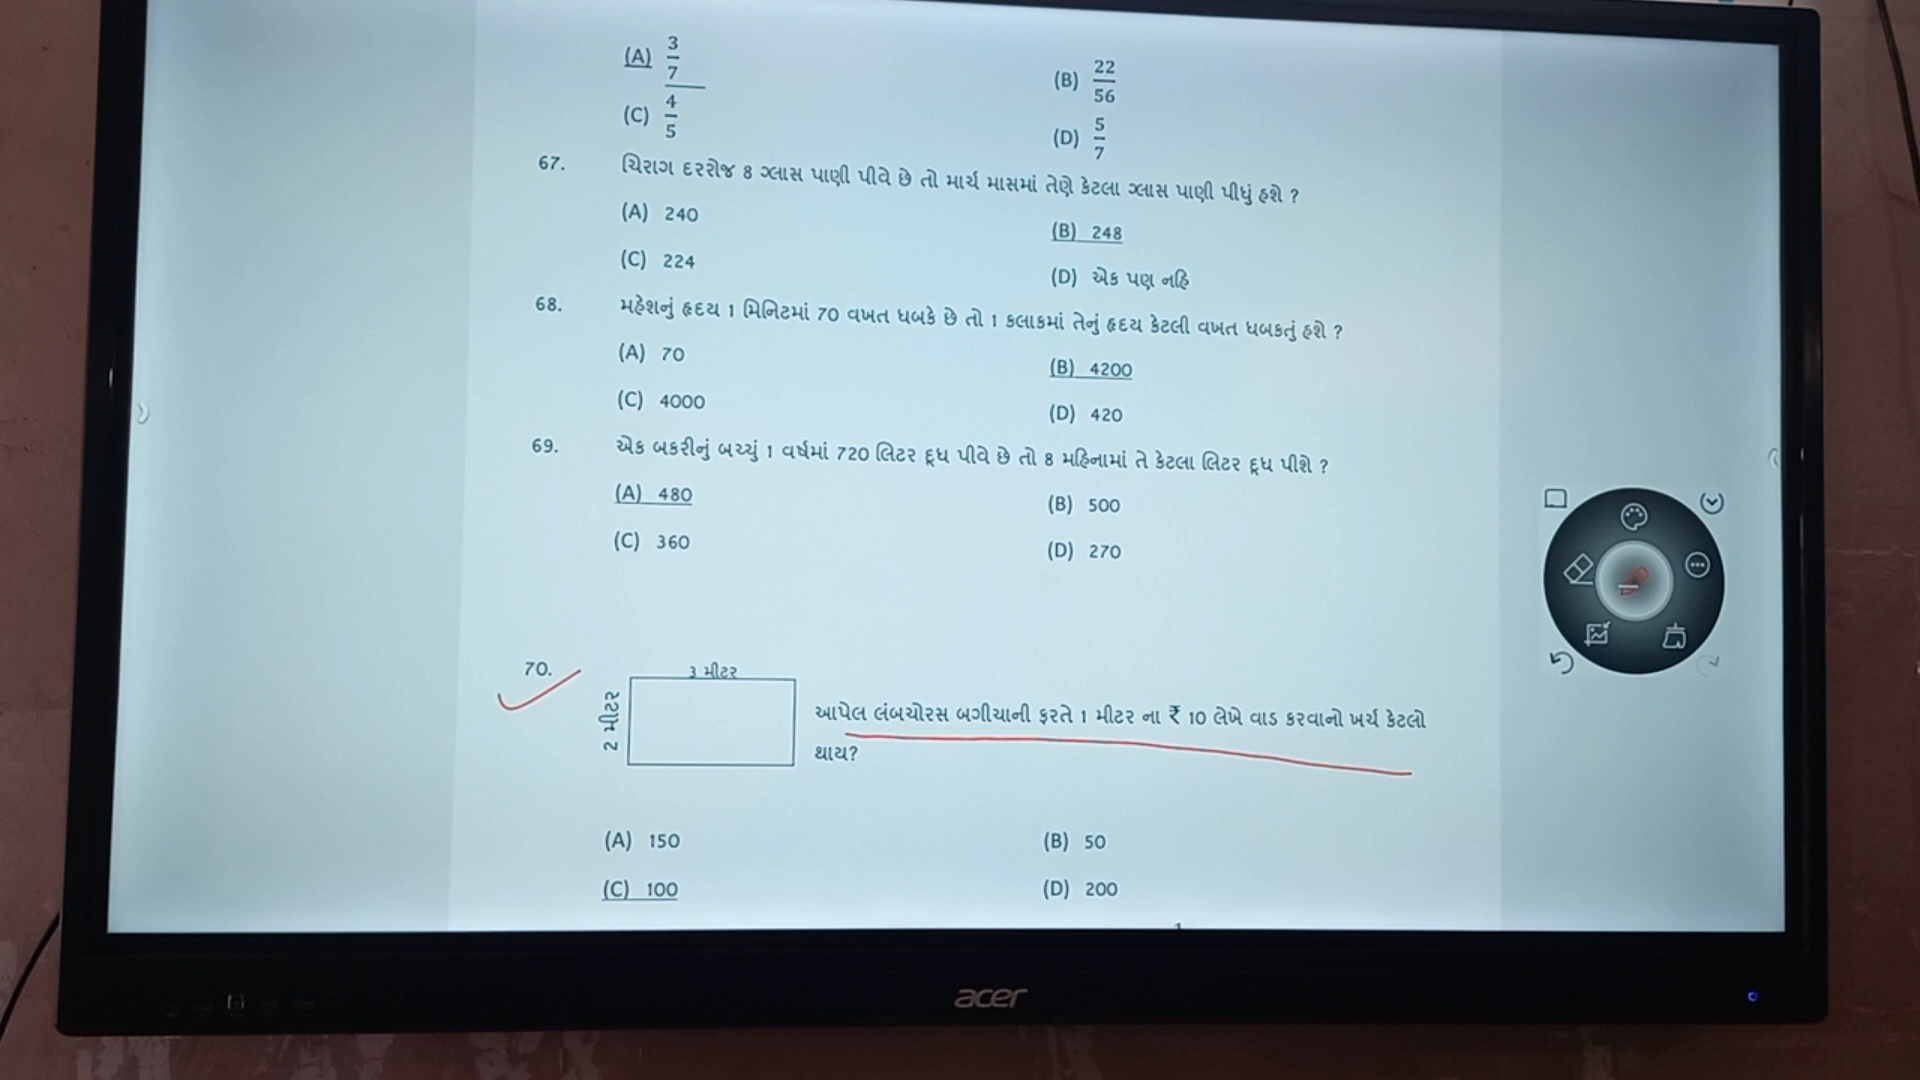 (A) 3/7
(B) 22/56
(C) 4/5
(D) 5/7
67. ચિરાગ દરરોજ 8 ગ્લાસ પાણી પીવે છે તો માર્ચ માસમાં તેણે કેટલા ગ્લાસ પાણી પીધું હશે ?
(A) 240
(B) 248
(C) 224
(D) એક પણ નહિ
68. મહેશનું હૃદય 1 મિનિટમાં 70 વખત ધબકે છે તો 1 કલાકમાં તેનું હૃદય કેટલી વખત ધબકતું હશે ?
(A) 70
(B) 4200
(C) 4000
(D) 420
69. એક બકરીનું બચ્ચું 1 વર્ષમાં 720 લિટર દૂધ પીવે છે તો 8 મહિનામાં તે કેટલા લિટર દૂધ પીશે ?
(A) 480
(B) 500
(C) 360
(D) 270
70.
3 મીટર
2 મીટર
આપેલ લંબચોરસ બગીચાની ફરતે 1 મીટર ના ₹ 10 લેખે વાડ કરવાનો ખર્ચ કેટલો
થાય?
(A) 150
(B) 50
(C) 100
(D) 200
acer